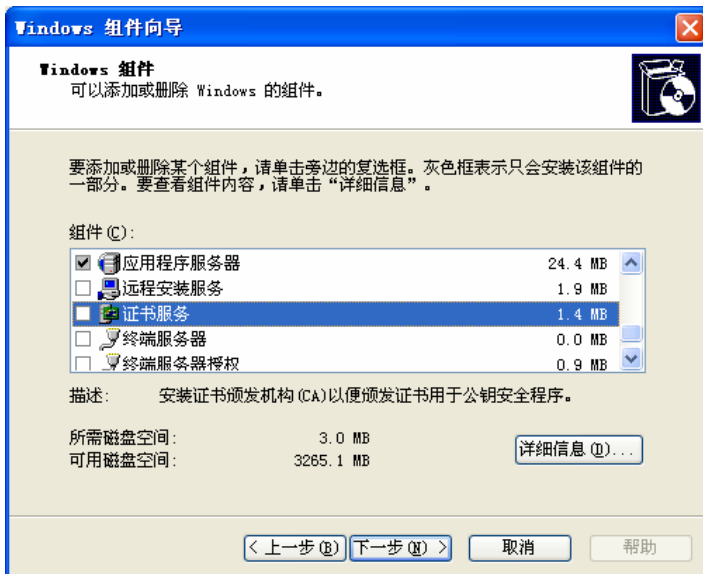 Windows 组件向导
Windows 组件
可以添加或删除 Windows 的组件。
要添加或删除某个组件，请单击旁边的复选框。灰色框表示只会安装该组件的
一部分。要查看组件内容，请单击“详细信息”。
组件(C):
应用程序服务器 24.4 MB
远程安装服务 1.9 MB
证书服务 1.4 MB
终端服务器 0.0 MB
终端服务器授权 0.9 MB
描述: 安装证书颁发机构(CA)以便颁发证书用于公钥安全程序。
所需磁盘空间: 3.0 MB
可用磁盘空间: 3265.1 MB
详细信息(D)...
< 上一步(B) 下一步(N) > 取消 帮助